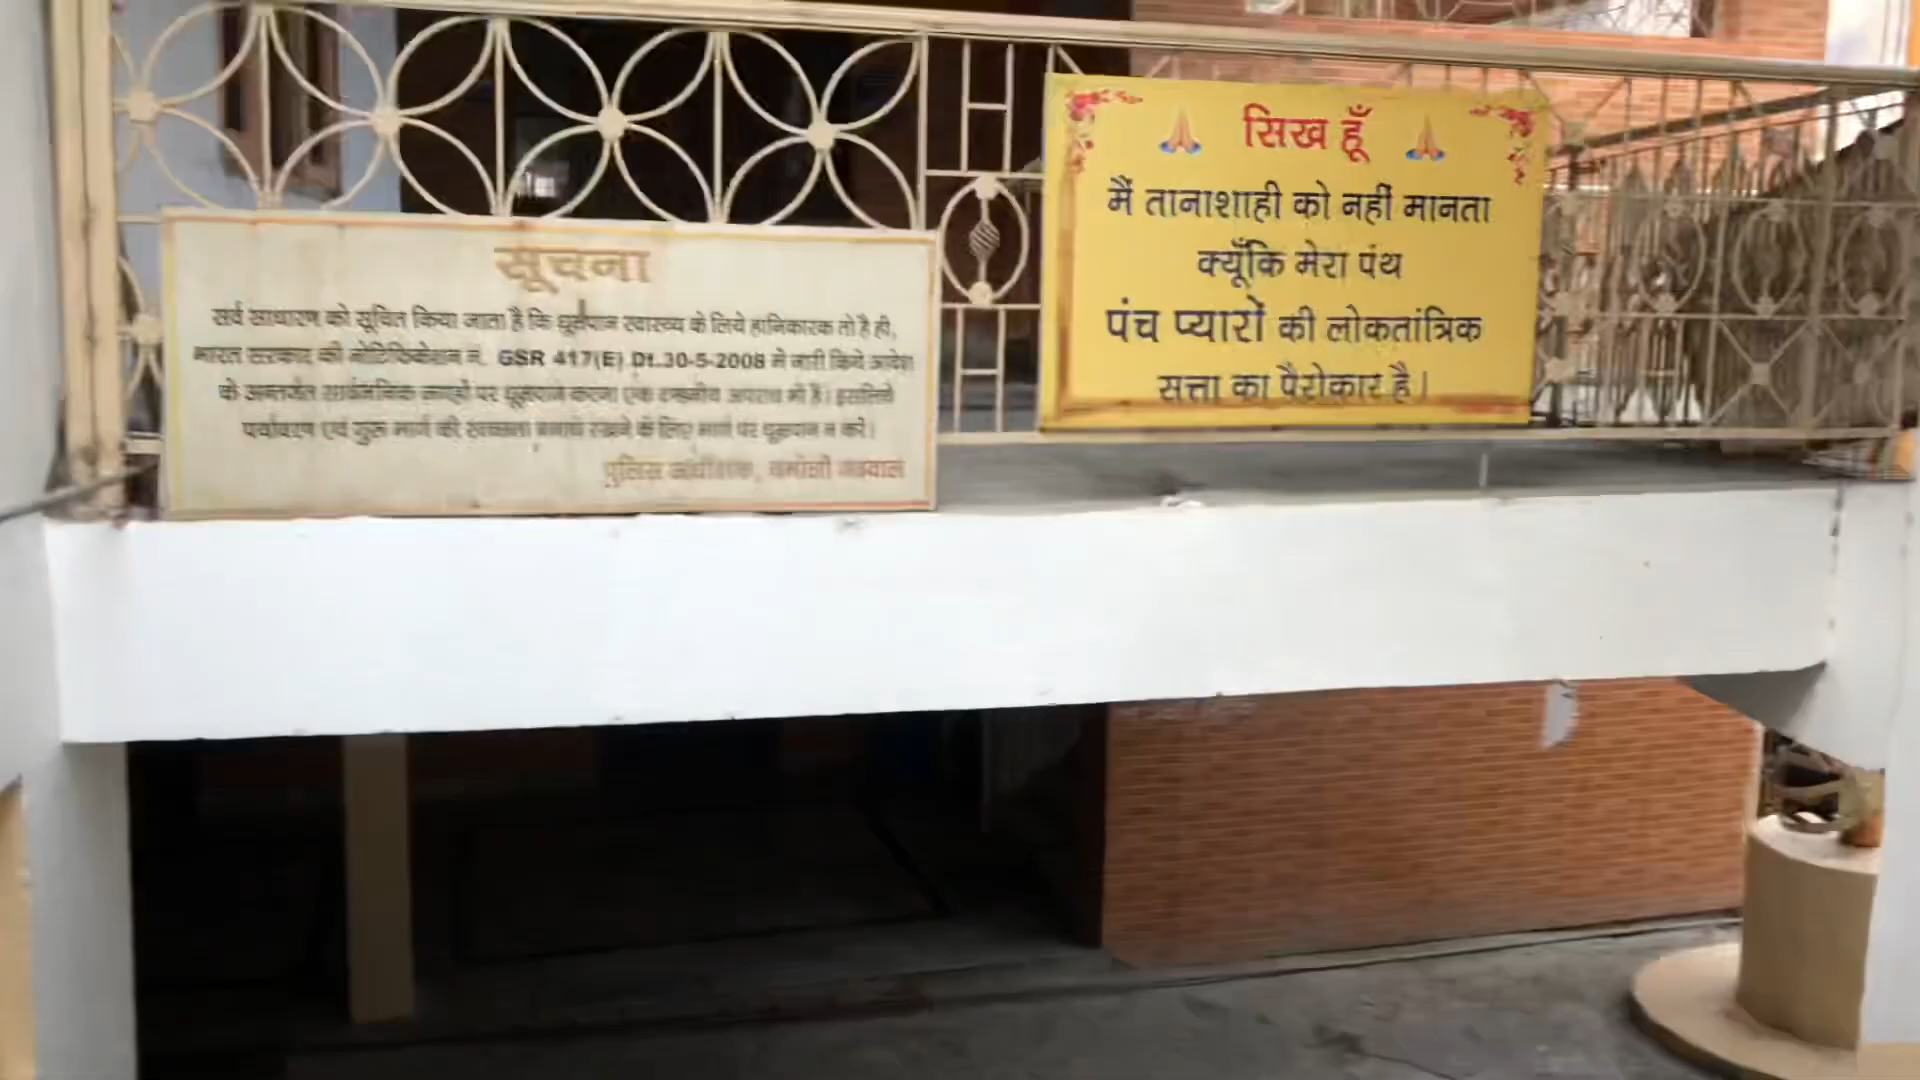 सूचना
सर्व साधारण को सूचित किया जाता है कि धूम्रपान स्वास्थ्य के लिये हानिकारक तो है ही,
भारत सरकार की नोटिफिकेशन नं. GSR 417(E) Dt.30-5-2008 में जारी किये आदेश
के अन्तर्गत सार्वजनिक जगहों पर धूम्रपान करना एक दण्डनीय अपराध भी है। इसलिये
पर्यावरण एवं गुरू मार्ग की स्वच्छता बनाये रखने के लिए मार्ग पर धूम्रपान न करें।
पुलिस अधीक्षक, चमोली गढ़वाल
सिख हूँ
मैं तानाशाही को नहीं मानता
क्यूँकि मेरा पंथ
पंच प्यारों की लोकतांत्रिक
सत्ता का पैरोकार है।